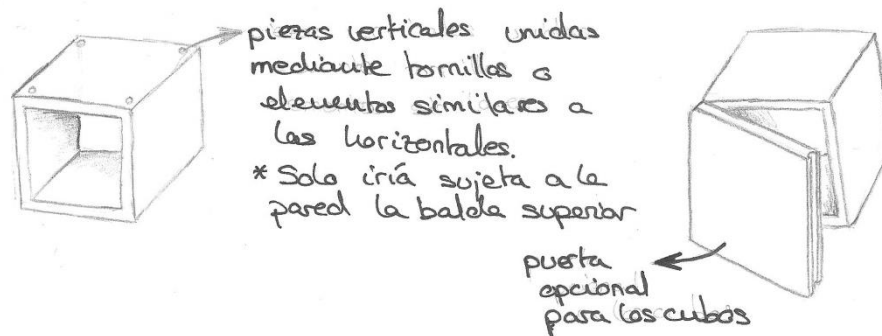 piezas verticales unidas
mediante tornillos o
elementos similares a
las horizontales.
* Solo iría sujeta a la
pared la balda superior
puerta
opcional
para los cubos